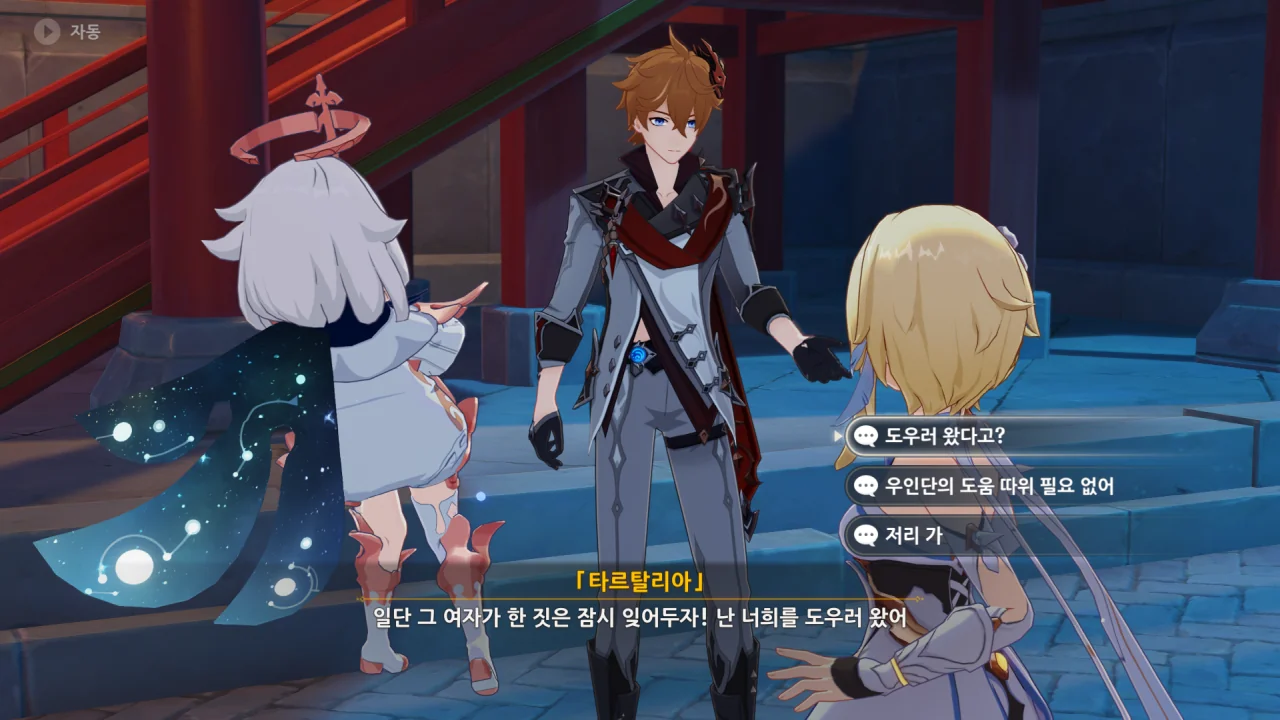 자동
도우러 왔다고?
우인단의 도움 따위 필요 없어
저리 가
「타르탈리아」
일단 그 여자가 한 짓은 잠시 잊어두자! 난 너희를 도우러 왔어